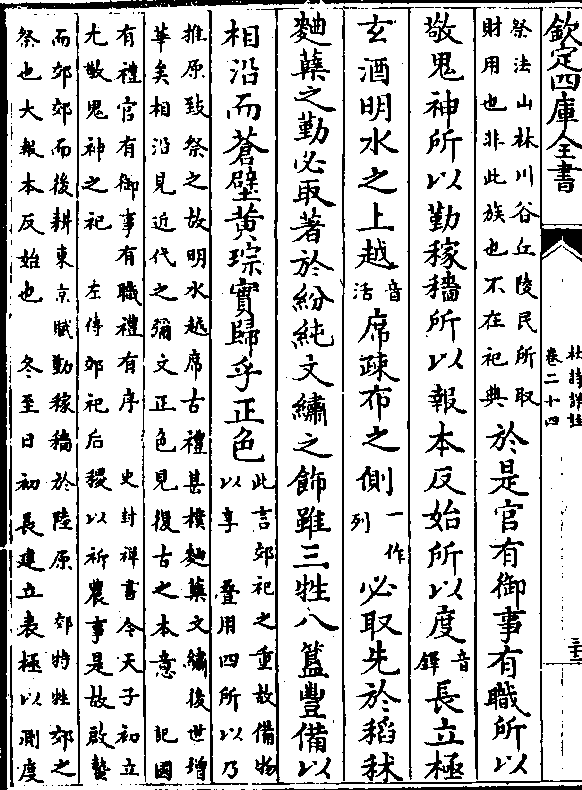 欽定四庫全書
杜詩詳註
卷二十四
祭法山林川谷丘陵民所取
財用也非此族也不在祀典
於是官有御事有職所以
敬鬼神所以勤稼穡所以報本反始所以度音鐸長立極
玄酒明水之上越音活席疎布之側一作列必取先於稻秫
麴蘖之勤必取著於紛純文繡之飾雖三牲八簋豐備以
相沿而蒼璧黃琮實歸乎正色
此言郊祀之重故備物
以享 疊用四所以乃
推原致祭之故明水越席古禮甚樸麴蘖文繡後世增
華矣相沿見近代之彌文正色見復古之本意 記國
有禮官有御事有職禮有序 史封禪書今天子初立
尤敬鬼神之祀 左傳郊祀后稷以祈農事是故啟蟄
而郊郊而後耕東京賦勤稼穡於陸原 郊特牲郊之
祭也大報本反始也 冬至日初長建立表極以測度